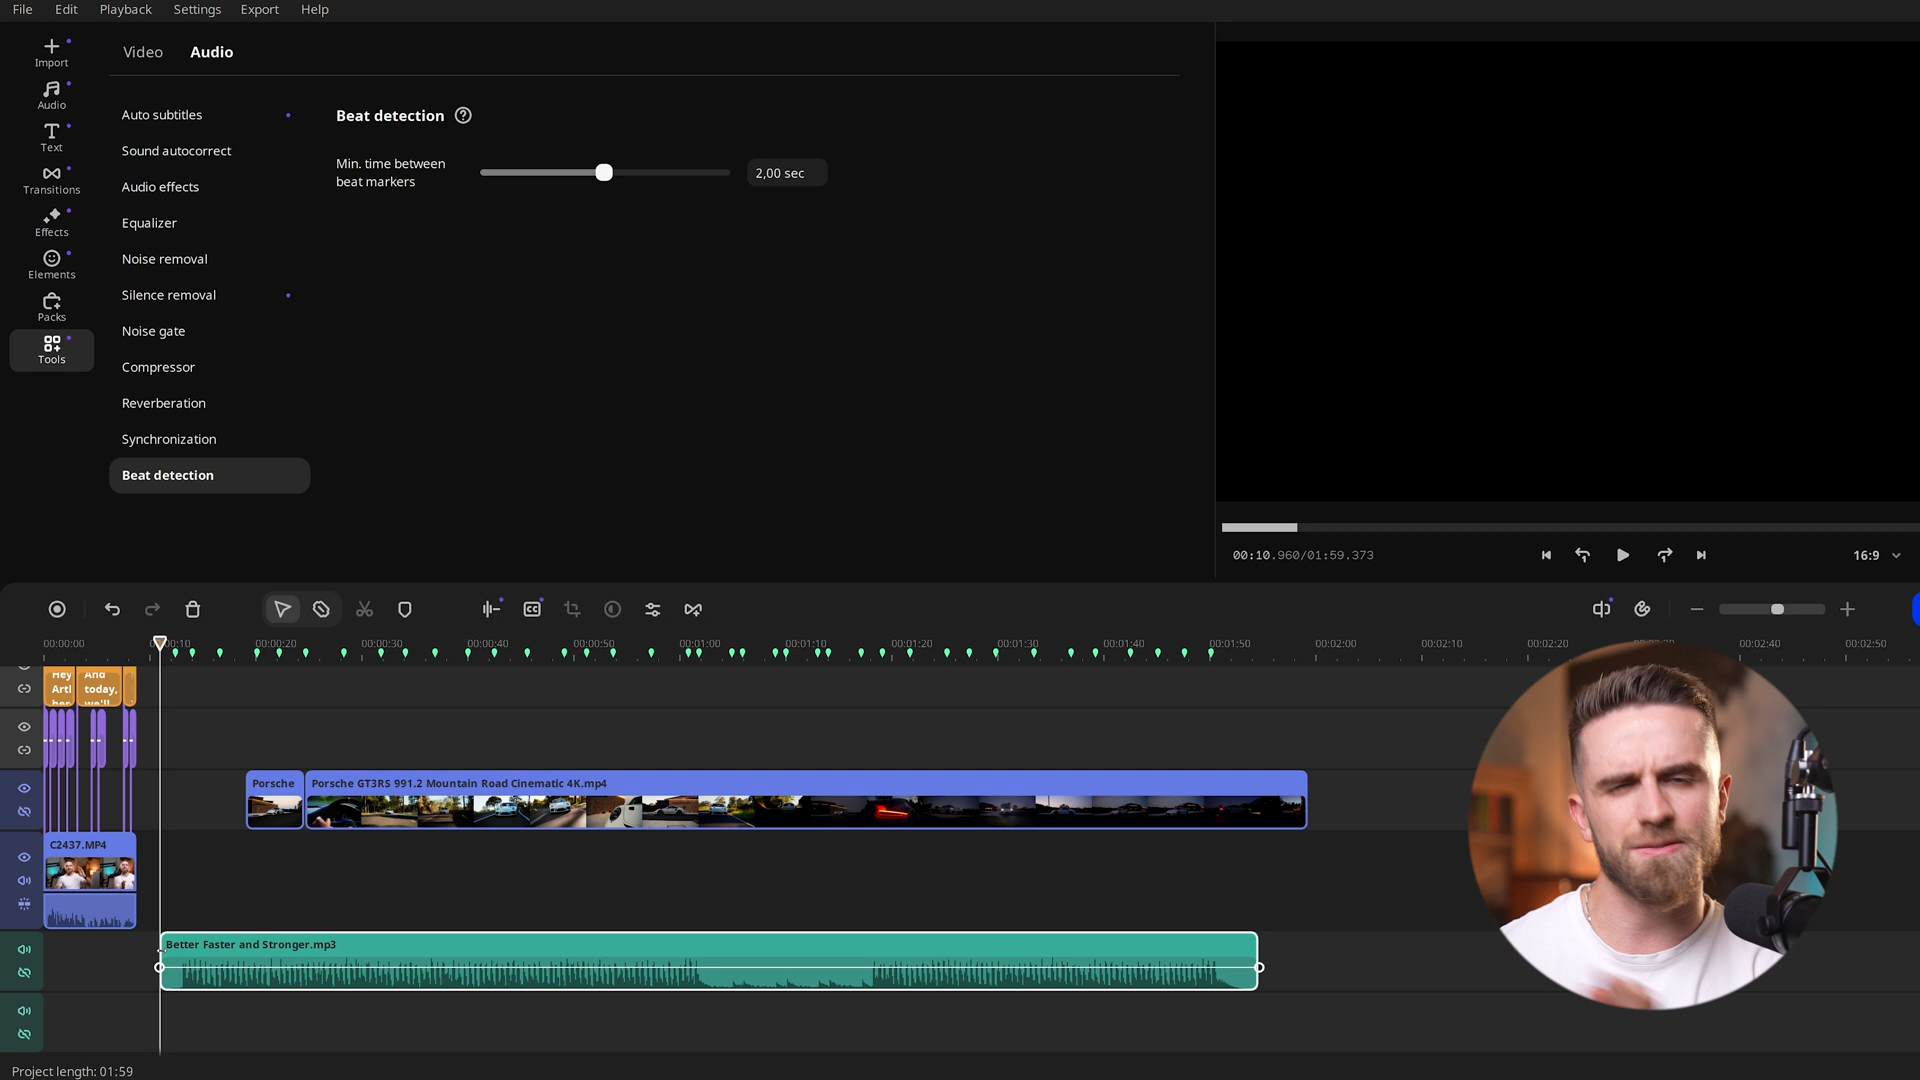 File Edit Playback Settings Export Help
Import
Audio
Text
Transitions
Effects
Elements
Packs
Tools
Video Audio
Auto subtitles
Sound autocorrect
Audio effects
Equalizer
Noise removal
Silence removal
Noise gate
Compressor
Reverberation
Synchronization
Beat detection
Beat detection ?
Min. time between
beat markers
2,00 sec
00:10.960/01:59.373
16:9
CC
00:00:00 00:00:20 00:00:30 00:00:40 00:00:50 00:01:00 00:01:10 00:01:20 00:01:30 00:01:40 00:01:50 00:02:00 00:02:10 00:02:20 00:02:40 00:02:50
Hey
Artl
And
today,
we'll
Porsche
Porsche GT3RS 991.2 Mountain Road Cinematic 4K.mp4
C2437.MP4
Better Faster and Stronger.mp3
Project length: 01:59